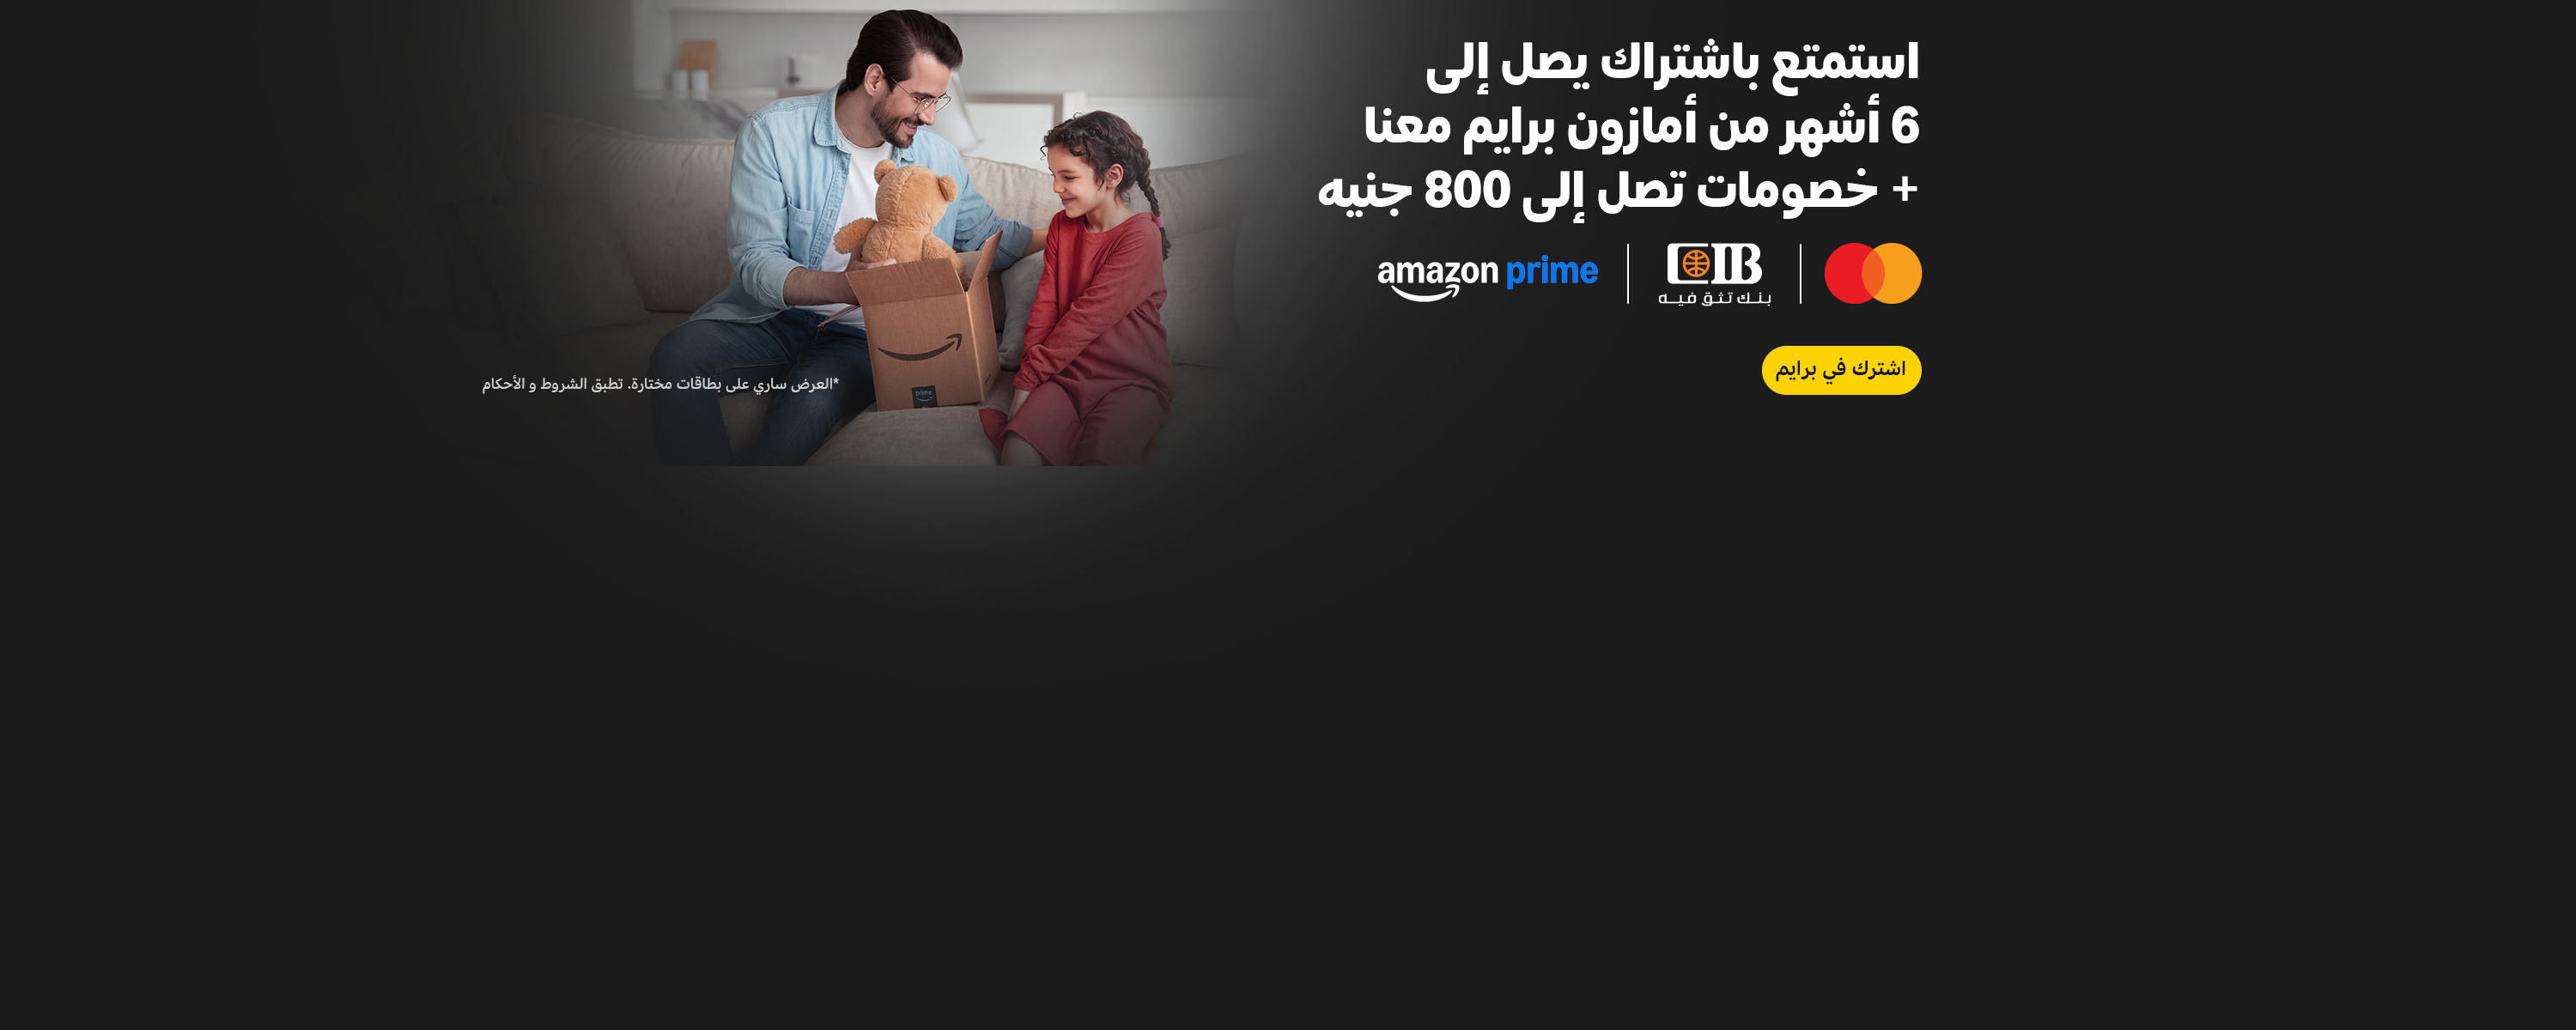 استمتع باشتراك يصل إلى
6 أشهر من أمازون برايم معنا
+ خصومات تصل إلى 800 جنيه
CIB
بنك تثق فيه
amazon prime
اشترك في برايم
*العرض ساري على بطاقات مختارة. تطبق الشروط و الأحكام
prime